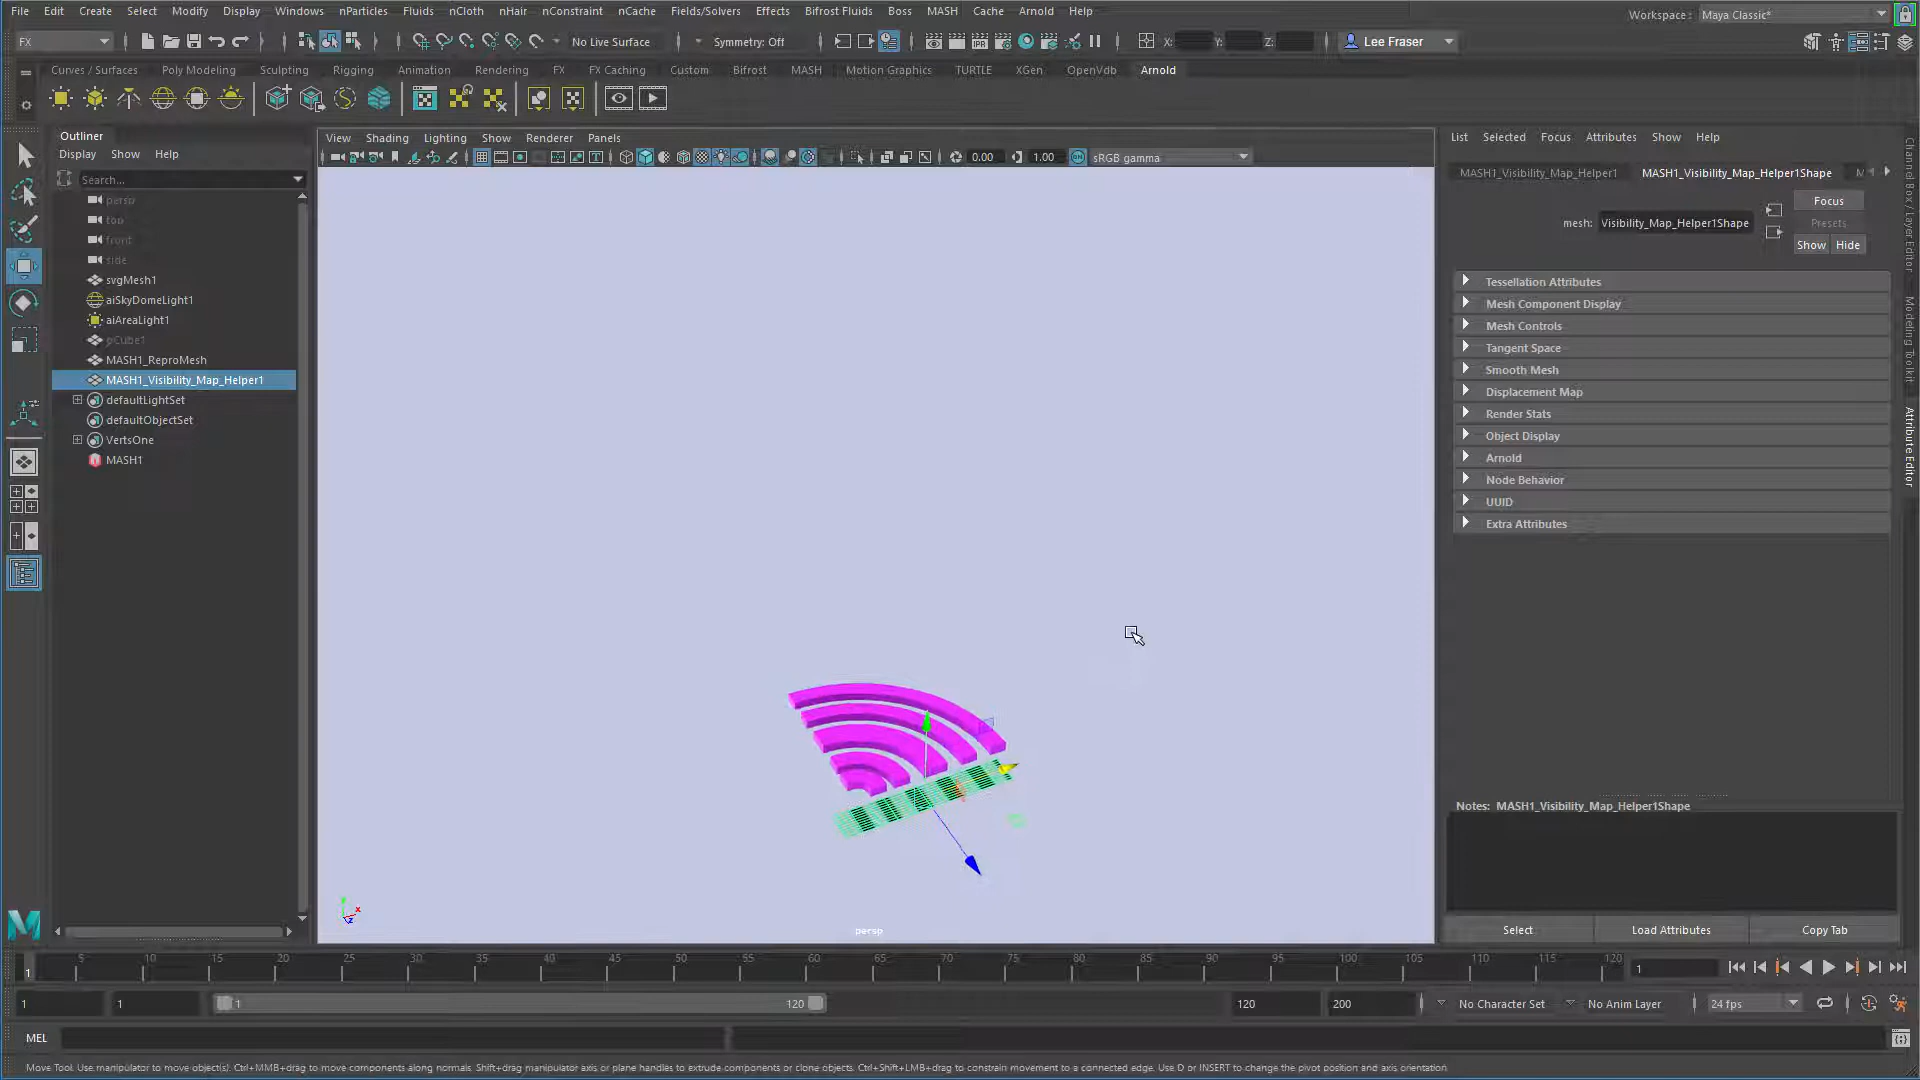 File Edit Create Select Modify Display Windows nParticles Fluids nCloth nHair nConstraint nCache Fields/Solvers Effects Bifrost Fluids Boss MASH Cache Arnold Help
Workspace : Maya Classic*
FX No Live Surface Symmetry: Off X: Y: Z: Lee Fraser
Curves / Surfaces Poly Modeling Sculpting Rigging Animation Rendering FX FX Caching Custom Bifrost MASH Motion Graphics TURTLE XGen OpenVdb Arnold
IPR
Outliner
Display Show Help
Search...
persp
top
front
side
svgMesh1
aiSkyDomeLight1
aiAreaLight1
pCube1
MASH1_ReproMesh
MASH1_Visibility_Map_Helper1
defaultLightSet
defaultObjectSet
VertsOne
MASH1
View Shading Lighting Show Renderer Panels
0.00 1.00 sRGB gamma
persp
List Selected Focus Attributes Show Help
MASH1_Visibility_Map_Helper1 MASH1_Visibility_Map_Helper1Shape M
mesh: Visibility_Map_Helper1Shape
Focus
Presets
Show Hide
Tessellation Attributes
Mesh Component Display
Mesh Controls
Tangent Space
Smooth Mesh
Displacement Map
Render Stats
Object Display
Arnold
Node Behavior
UUID
Extra Attributes
Notes: MASH1_Visibility_Map_Helper1Shape
Select Load Attributes Copy Tab
Channel Box / Layer Editor
Modeling Toolkit
Attribute Editor
1 5 10 15 20 25 30 35 40 45 50 55 60 65 70 75 80 85 90 95 100 105 110 115 120 1
1 1 1 120 120 200 No Character Set No Anim Layer 24 fps
MEL
Move Tool: Use manipulator to move object(s). Ctrl+MMB+drag to move components along normals. Shift+drag manipulator axis or plane handles to extrude components or clone objects. Ctrl+Shift+LMB+drag to constrain movement to a connected edge. Use D or INSERT to change the pivot position and axis orientation.